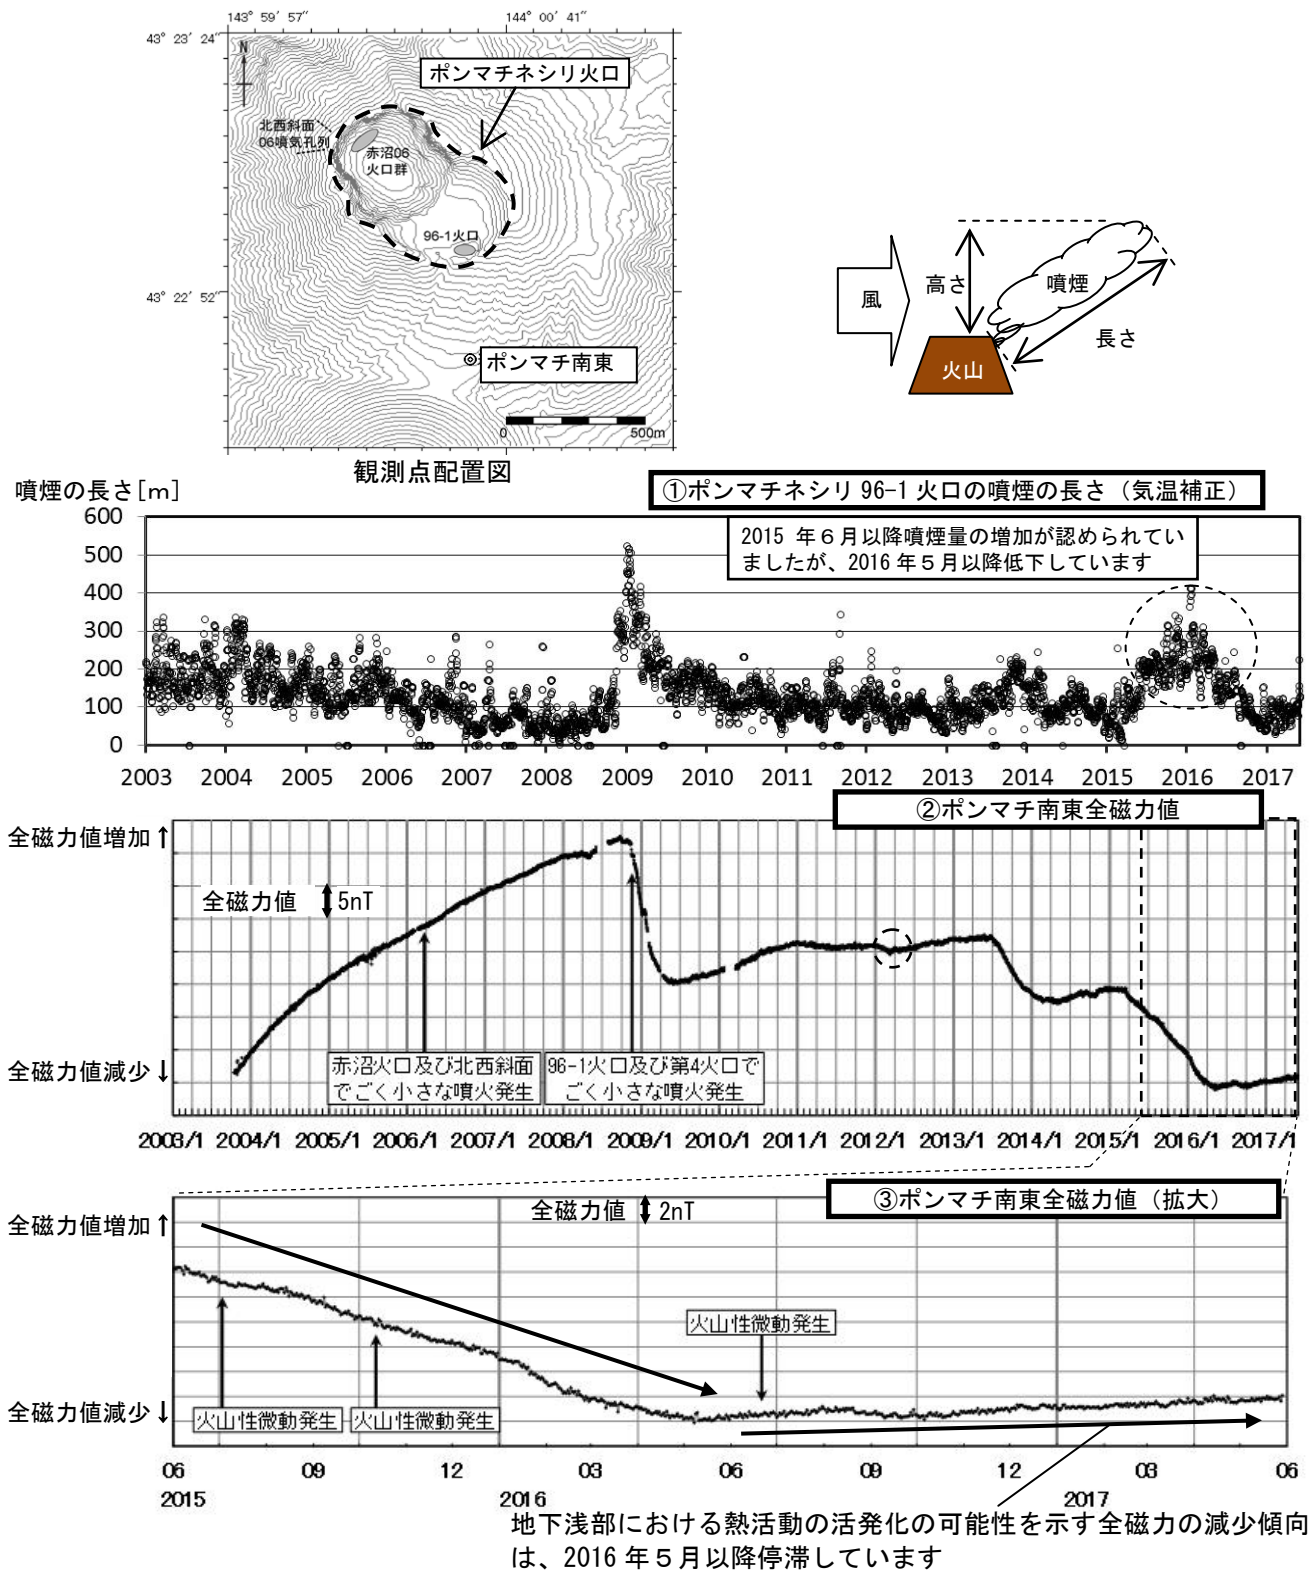 143° 59′ 57″
144° 00′ 41″
43° 23′ 24″
N
ポンマチネシリ火口
北西斜面
06噴気孔列
赤沼06
火口群
96-1火口
43° 22′ 52″
ポンマチ南東
0
500m
観測点配置図
風
高さ
噴煙
長さ
火山
噴煙の長さ[m]
①ポンマチネシリ 96-1 火口の噴煙の長さ（気温補正）
2015 年６月以降噴煙量の増加が認められてい
ましたが、2016 年５月以降低下しています
600
500
400
300
200
100
0
2003 2004 2005 2006 2007 2008 2009 2010 2011 2012 2013 2014 2015 2016 2017
②ポンマチ南東全磁力値
全磁力値増加↑
全磁力値 5nT
赤沼火口及び北西斜面
でごく小さな噴火発生
96-1火口及び第4火口で
ごく小さな噴火発生
全磁力値減少↓
2003/1 2004/1 2005/1 2006/1 2007/1 2008/1 2009/1 2010/1 2011/1 2012/1 2013/1 2014/1 2015/1 2016/1 2017/1
③ポンマチ南東全磁力値（拡大）
全磁力値 2nT
全磁力値増加↑
火山性微動発生
火山性微動発生
火山性微動発生
全磁力値減少↓
06 09 12 03 06 09 12 03 06
2015 2016 2017
地下浅部における熱活動の活発化の可能性を示す全磁力の減少傾向
は、2016 年５月以降停滞しています